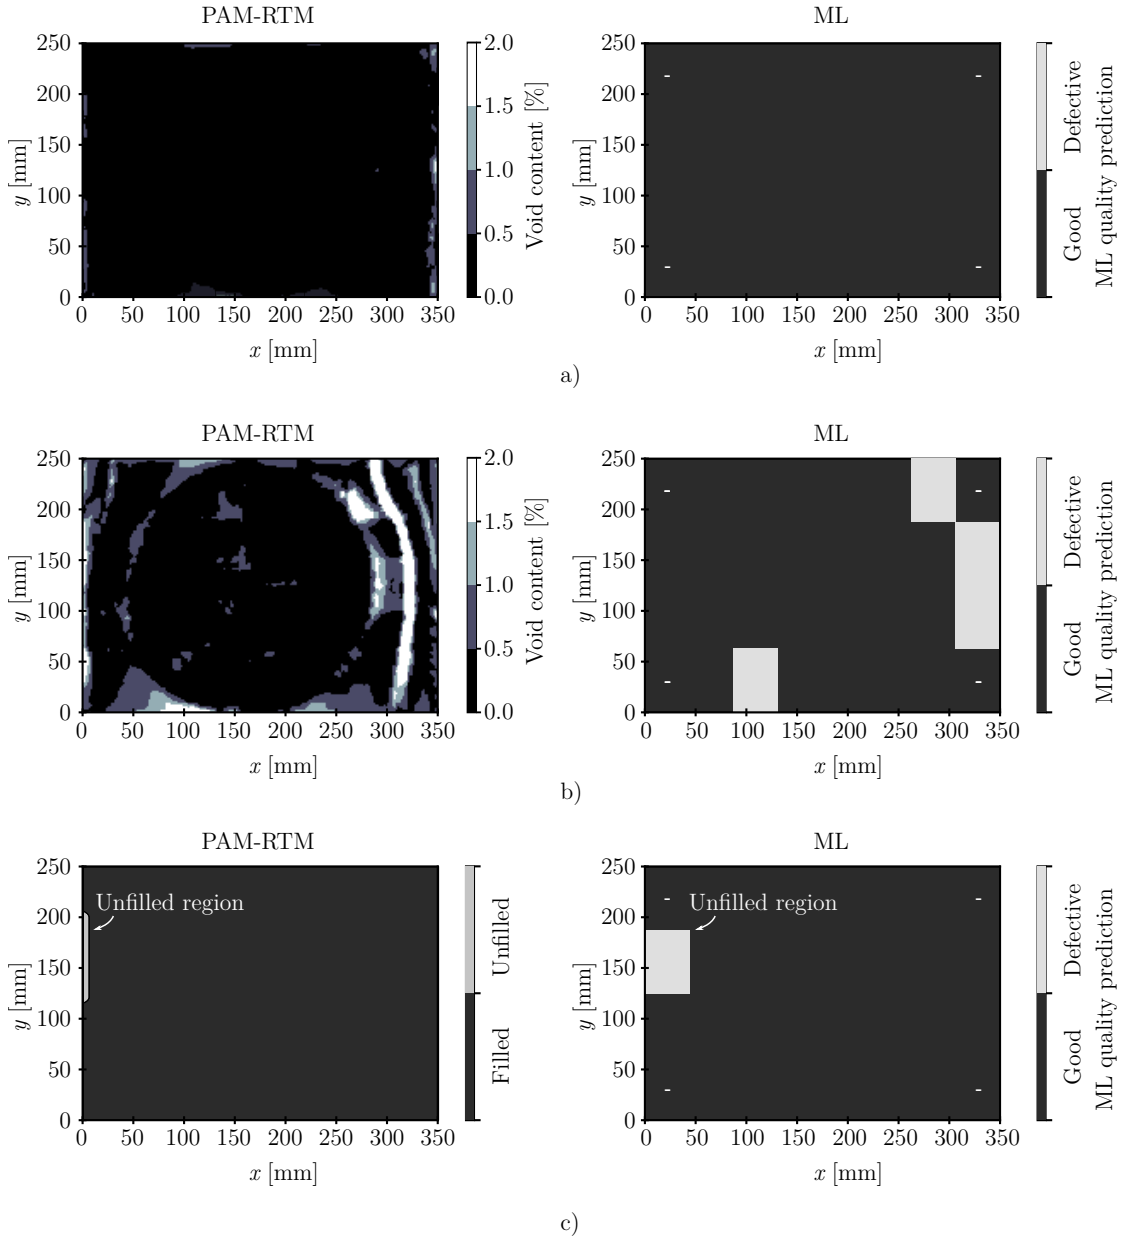 PAM-RTM
ML
250
200
150
100
50
0
y [mm]
0 50 100 150 200 250 300 350
x [mm]
2.0
1.5
1.0
0.5
0.0
Void content [%]
250
200
150
100
50
0
y [mm]
0 50 100 150 200 250 300 350
x [mm]
Good Defective
ML quality prediction
a)
PAM-RTM
ML
250
200
150
100
50
0
y [mm]
0 50 100 150 200 250 300 350
x [mm]
2.0
1.5
1.0
0.5
0.0
Void content [%]
250
200
150
100
50
0
y [mm]
0 50 100 150 200 250 300 350
x [mm]
Good Defective
ML quality prediction
b)
PAM-RTM
ML
250
200
150
100
50
0
y [mm]
Unfilled region
0 50 100 150 200 250 300 350
x [mm]
Filled Unfilled
250
200
150
100
50
0
y [mm]
Unfilled region
0 50 100 150 200 250 300 350
x [mm]
Good Defective
ML quality prediction
c)